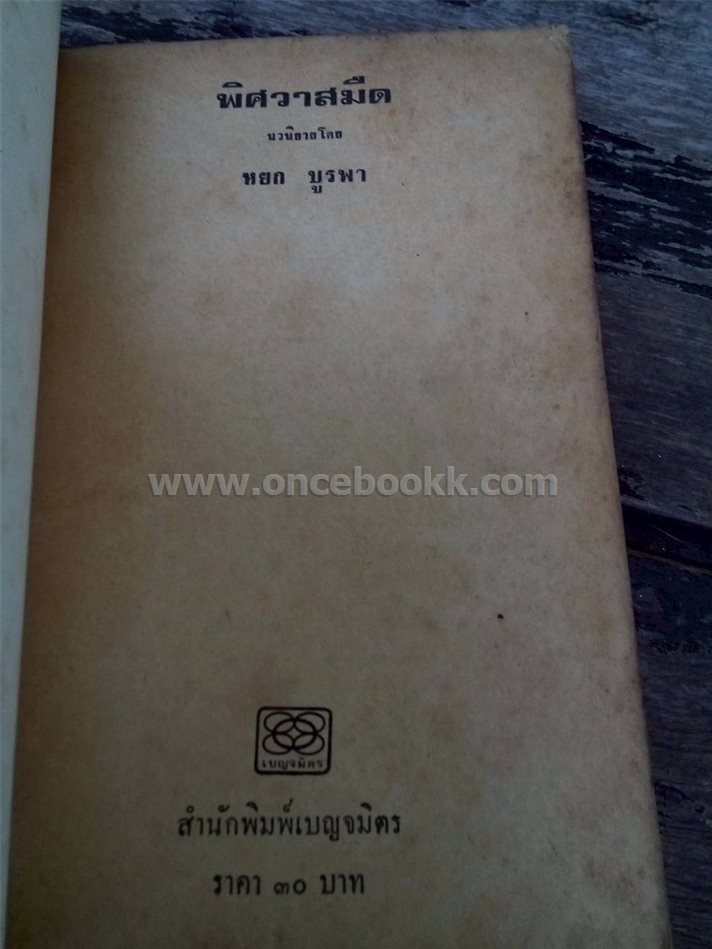 พิศวาสมืด
นวนิยายโดย
หยก บูรพา
www.oncebookk.com
เบญจมิตร
สำนักพิมพ์เบญจมิตร
ราคา ๓๐ บาท